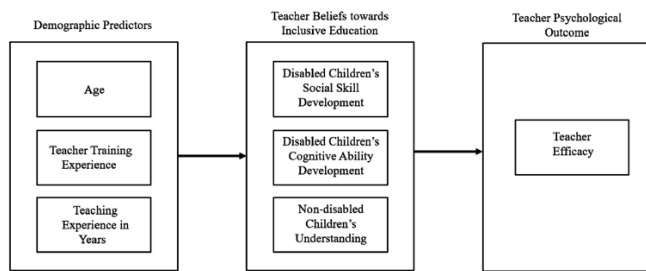 Demographic Predictors
Age
Teacher Training
Experience
Teaching
Experience in
Years
Teacher Beliefs towards
Inclusive Education
Disabled Children's
Social Skill
Development
Disabled Children's
Cognitive Ability
Development
Non-disabled
Children's
Understanding
Teacher Psychological
Outcome
Teacher
Efficacy